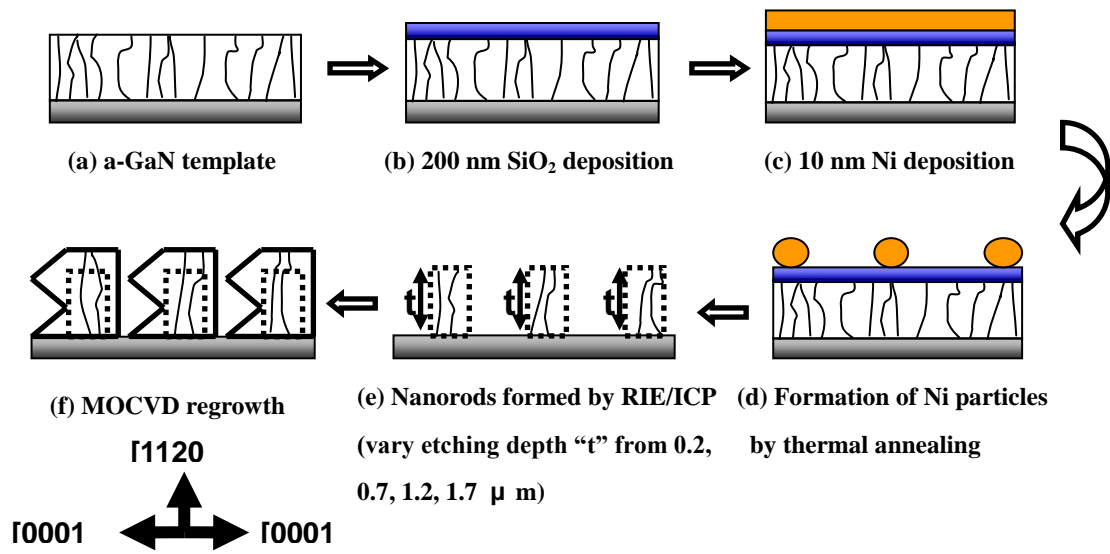 (a) a-GaN template
(b) 200 nm SiO₂ deposition
(c) 10 nm Ni deposition
t
t
t
(f) MOCVD regrowth
(e) Nanorods formed by RIE/ICP
(vary etching depth “t” from 0.2,
0.7, 1.2, 1.7 μ m)
(d) Formation of Ni particles
by thermal annealing
[1120
[0001
[0001